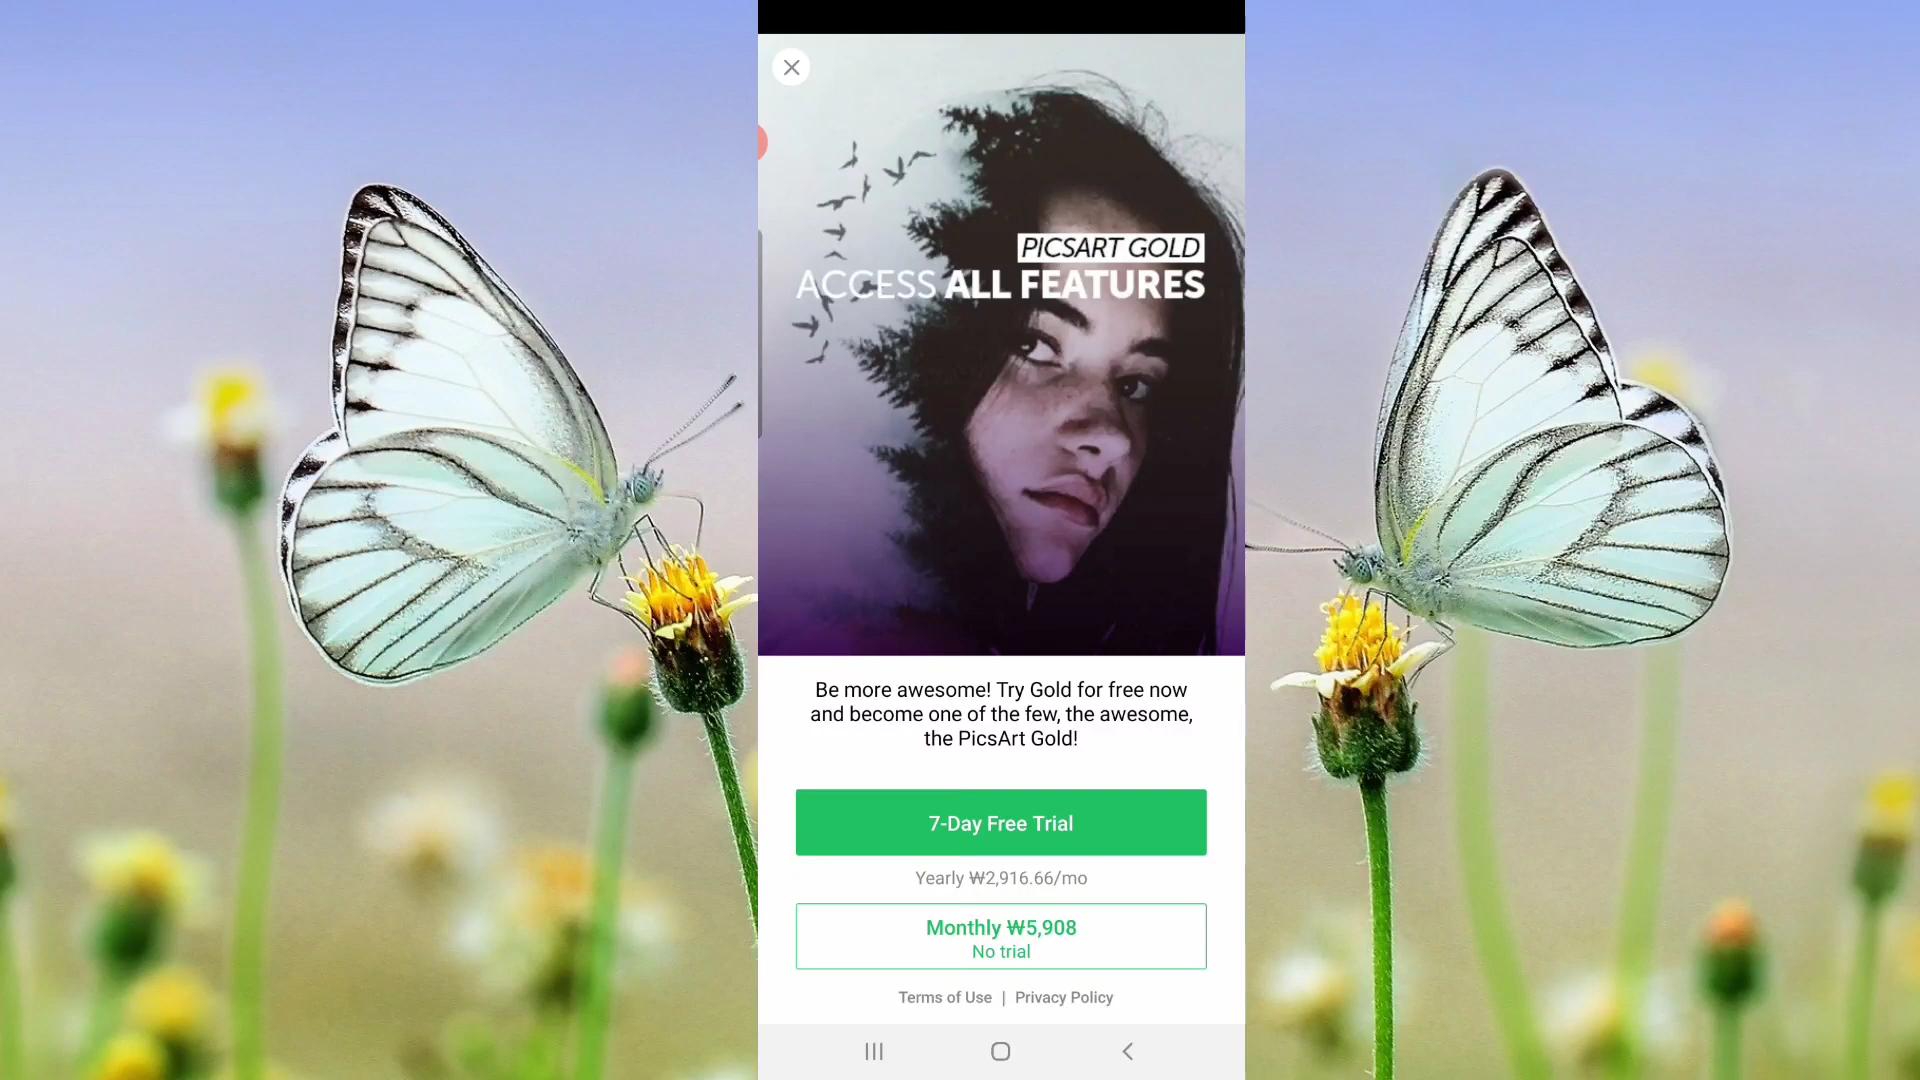 PICSART GOLD
ACCESS ALL FEATURES
Be more awesome! Try Gold for free now
and become one of the few, the awesome,
the PicsArt Gold!
7-Day Free Trial
Yearly ₩2,916.66/mo
Monthly ₩5,908
No trial
Terms of Use | Privacy Policy